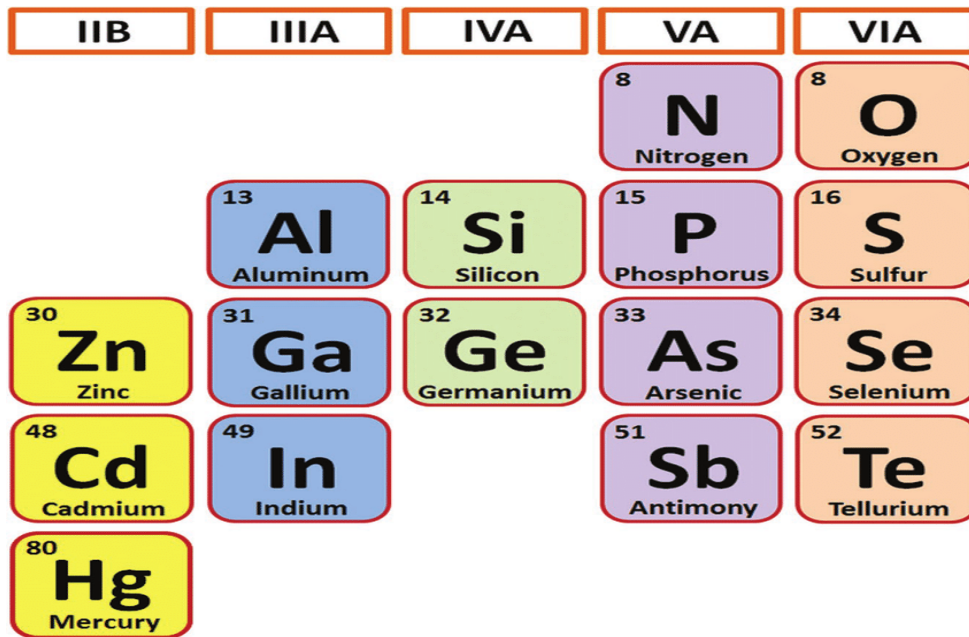 IIB IIIA IVA VA VIA
8 8
N O
Nitrogen Oxygen
13 14 15 16
Al Si P S
Aluminum Silicon Phosphorus Sulfur
30 31 32 33 34
Zn Ga Ge As Se
Zinc Gallium Germanium Arsenic Selenium
48 49 51 52
Cd In Sb Te
Cadmium Indium Antimony Tellurium
80
Hg
Mercury